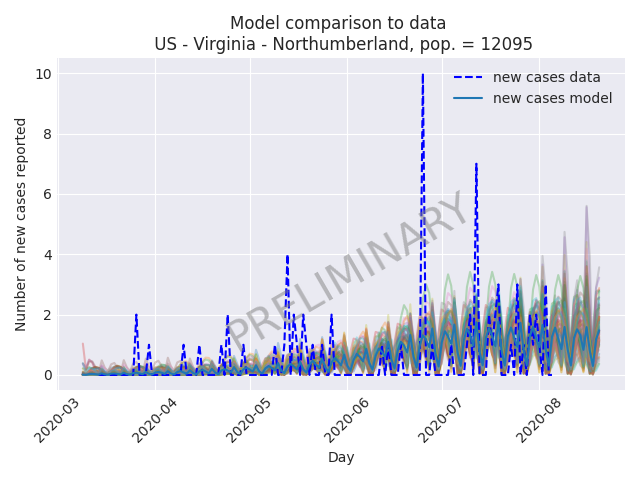 Model comparison to data
US - Virginia - Northumberland, pop. = 12095
new cases data
new cases model
10
8
6
4
2
0
Number of new cases reported
PRELIMINARY
2020-03
2020-04
2020-05
2020-06
2020-07
2020-08
Day